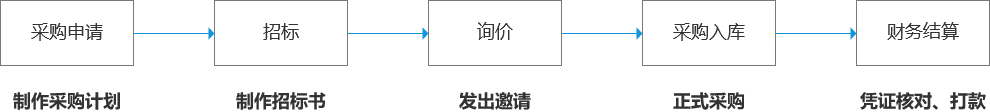 采购申请
招标
询价
采购入库
财务结算
制作采购计划
制作招标书
发出邀请
正式采购
凭证核对、打款